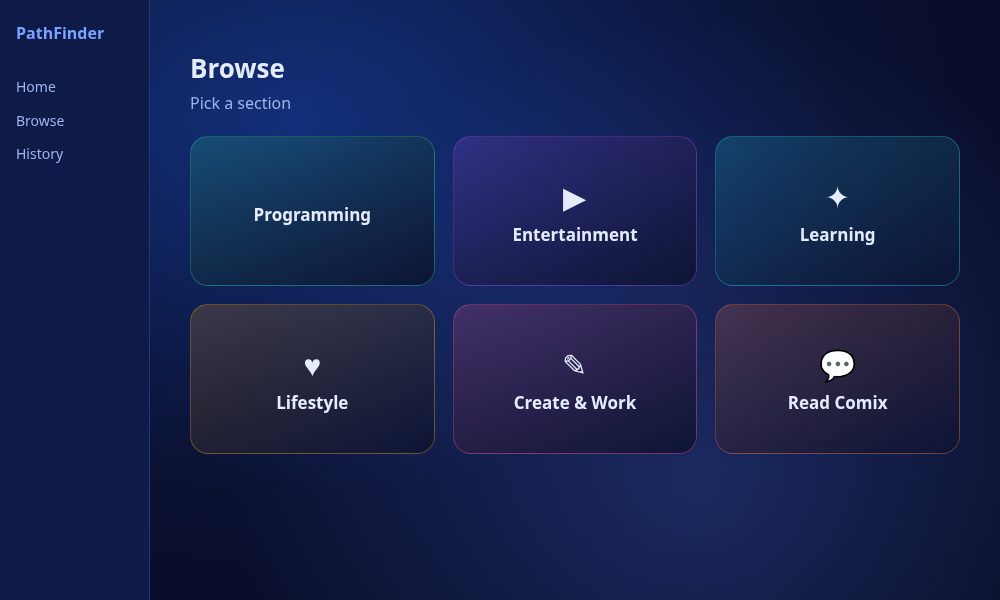 PathFinder
Home
Browse
History
Browse
Pick a section
Programming
Entertainment
Learning
Lifestyle
Create & Work
Read Comix